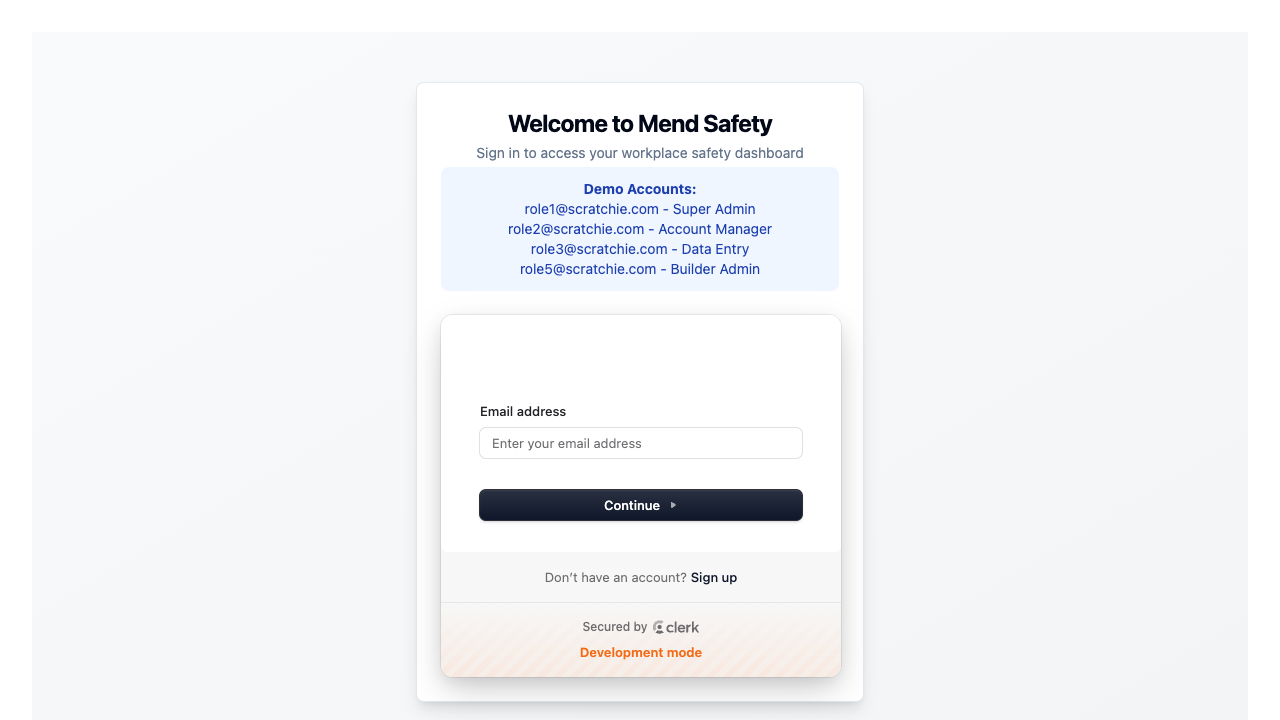 Welcome to Mend Safety
Sign in to access your workplace safety dashboard
Demo Accounts:
role1@scratchie.com - Super Admin
role2@scratchie.com - Account Manager
role3@scratchie.com - Data Entry
role5@scratchie.com - Builder Admin
Email address
Enter your email address
Continue
Don’t have an account? Sign up
Secured by clerk
Development mode